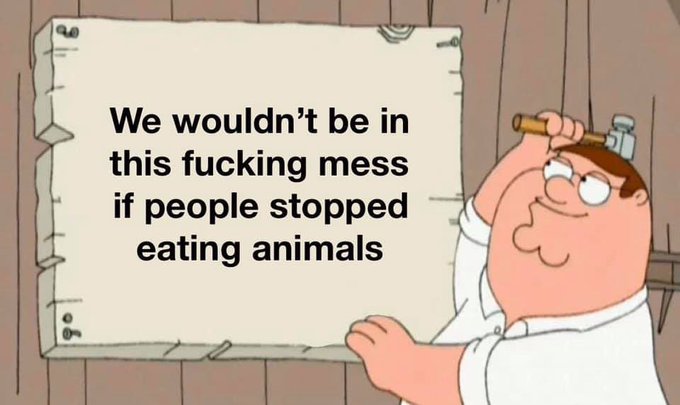 We wouldn’t be in
this fucking mess
if people stopped
eating animals